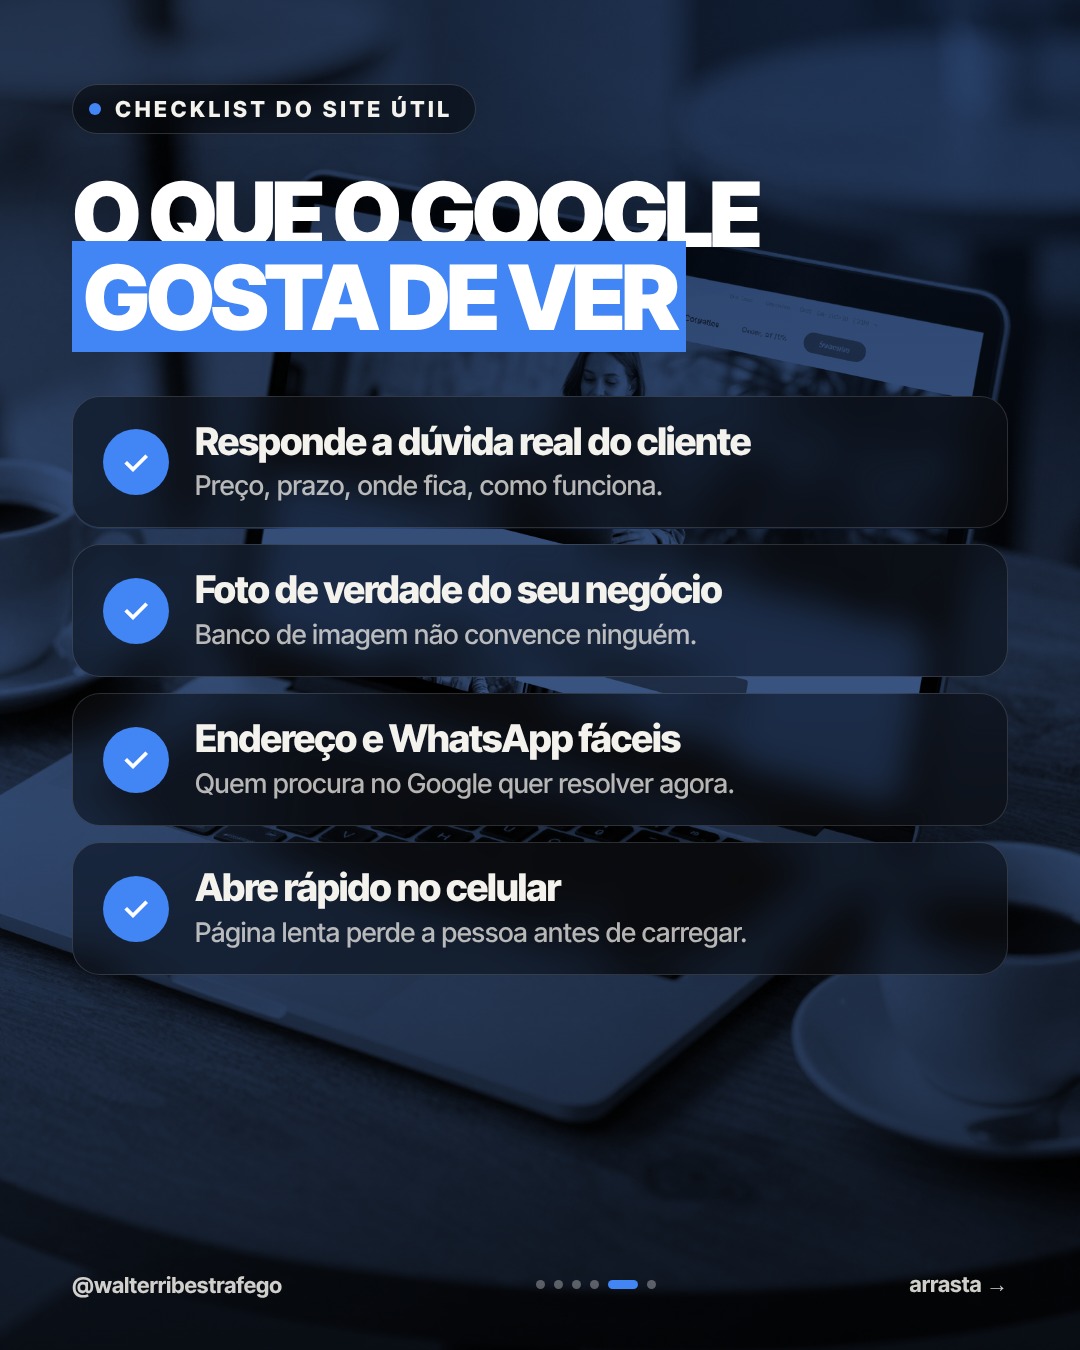 CHECKLIST DO SITE ÚTIL
O QUE O GOOGLE
GOSTA DE VER
Responde a dúvida real do cliente
Preço, prazo, onde fica, como funciona.
Foto de verdade do seu negócio
Banco de imagem não convence ninguém.
Endereço e WhatsApp fáceis
Quem procura no Google quer resolver agora.
Abre rápido no celular
Página lenta perde a pessoa antes de carregar.
@walterribestrafego
arrasta →